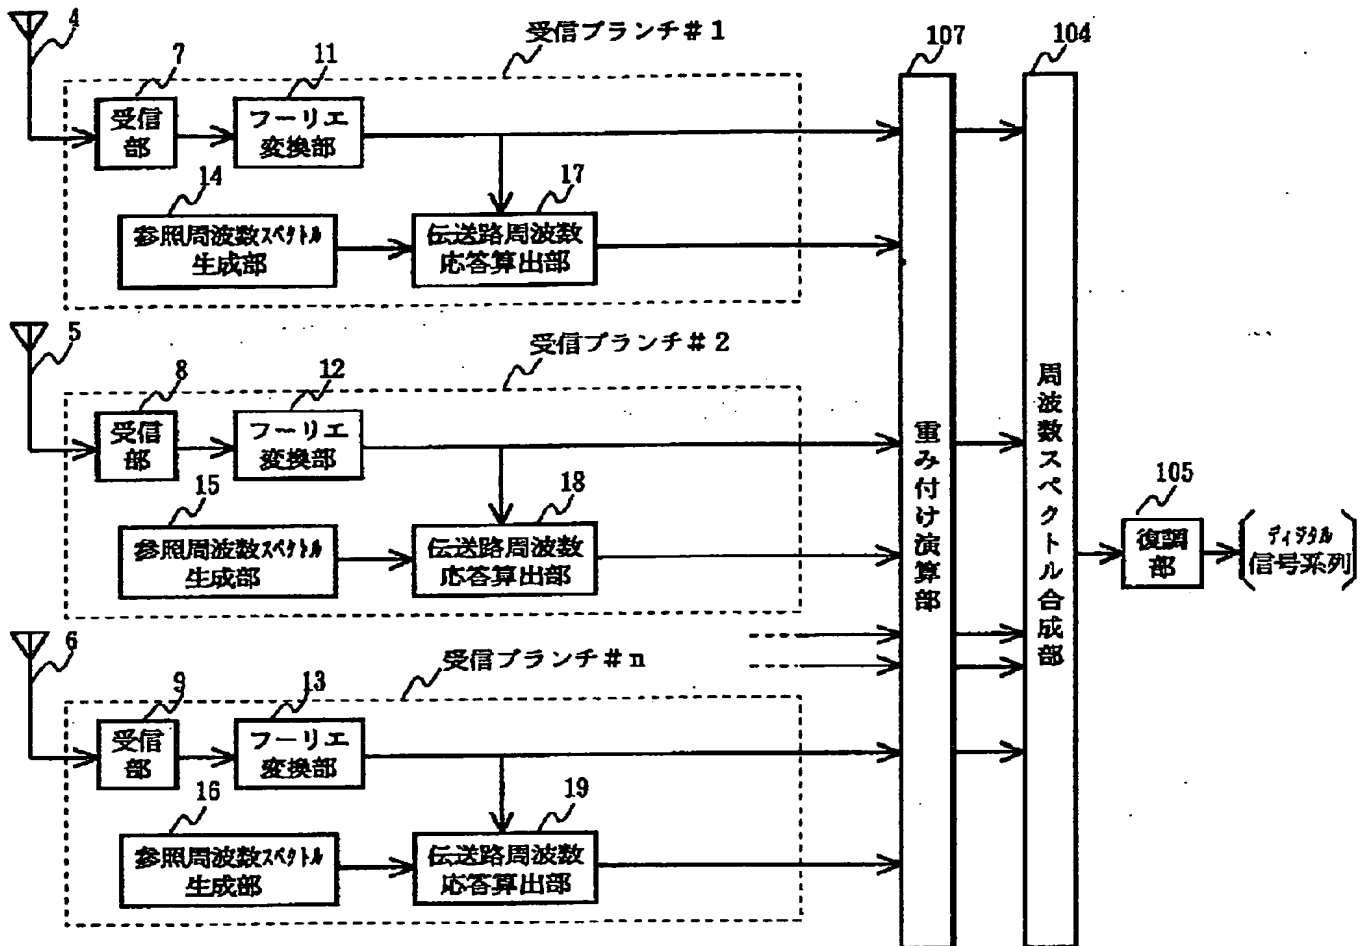 4
受信ブランチ＃1
107
104
7
11
受信
部
フーリエ
変換部
14
17
参照周波数スペクトル
生成部
伝送路周波数
応答算出部
5
受信ブランチ＃2
8
12
受信
部
フーリエ
変換部
15
18
参照周波数スペクトル
生成部
伝送路周波数
応答算出部
重み付け演算部
周波数スペクトル合成部
105
復調
部
ディジタル
信号系列
6
受信ブランチ＃n
9
13
受信
部
フーリエ
変換部
16
19
参照周波数スペクトル
生成部
伝送路周波数
応答算出部